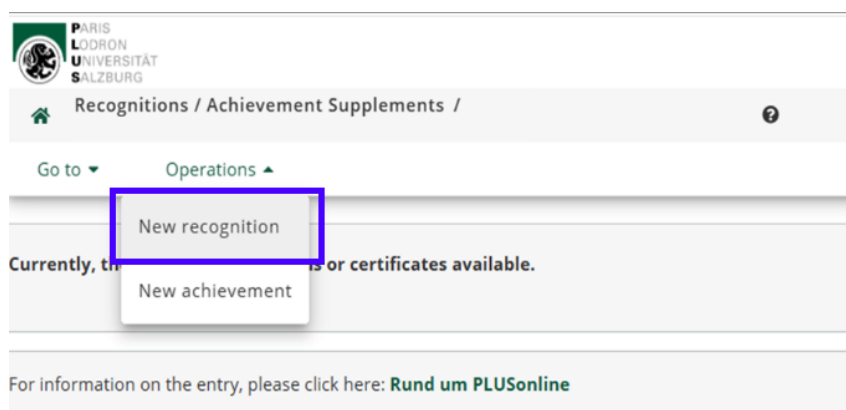 PARIS
LODRON
UNIVERSITÄT
SALZBURG
Recognitions / Achievement Supplements /
Go to Operations
New recognition
Currently, or certificates available.
New achievement
For information on the entry, please click here: Rund um PLUSonline